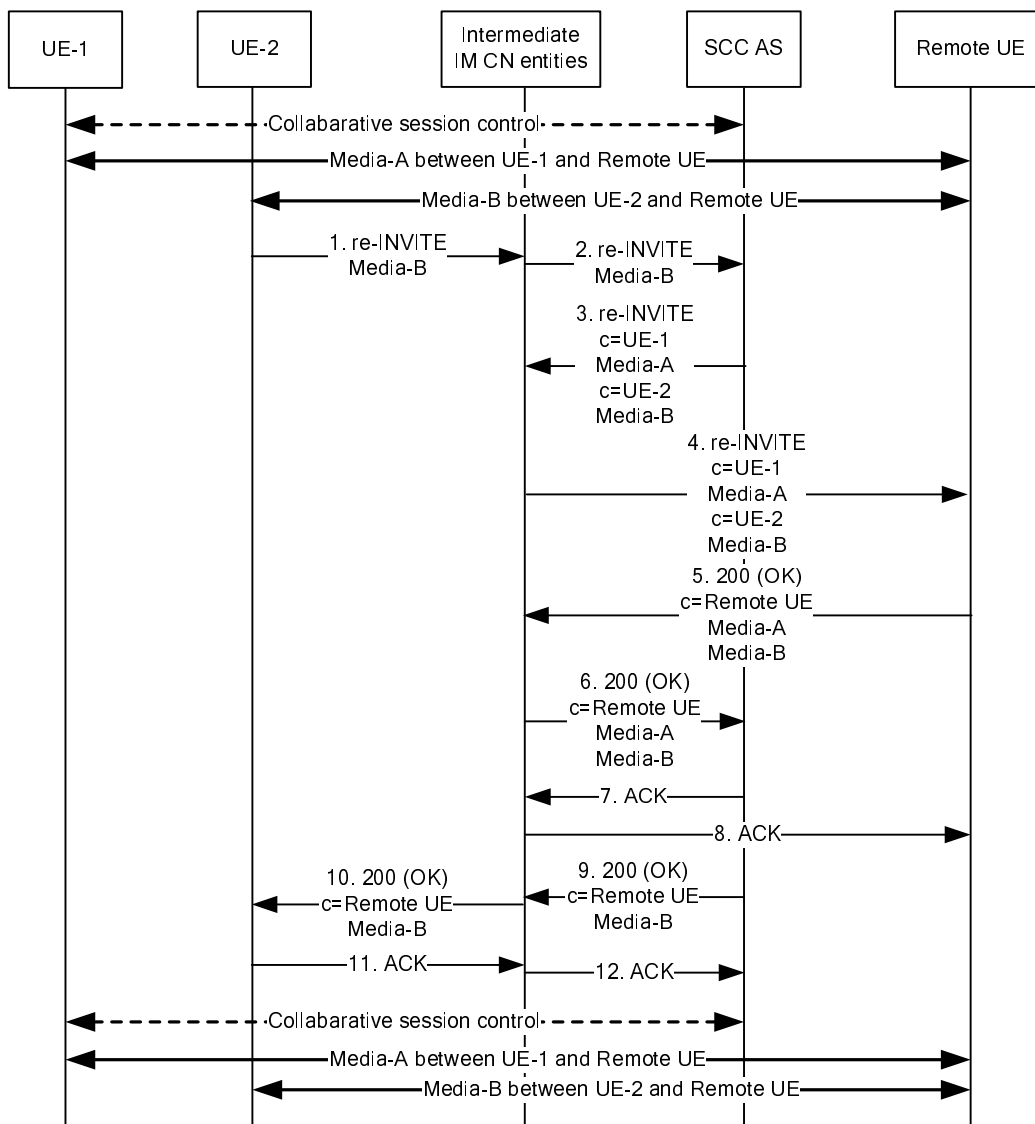 UE-1
UE-2
Intermediate
IM CN entities
SCC AS
Remote UE
Collabarative session control
Media-A between UE-1 and Remote UE
Media-B between UE-2 and Remote UE
1. re-INVITE
Media-B
2. re-INVITE
Media-B
3. re-INVITE
c=UE-1
Media-A
c=UE-2
Media-B
4. re-INVITE
c=UE-1
Media-A
c=UE-2
Media-B
5. 200 (OK)
c=Remote UE
Media-A
Media-B
6. 200 (OK)
c=Remote UE
Media-A
Media-B
7. ACK
8. ACK
9. 200 (OK)
c=Remote UE
Media-B
10. 200 (OK)
c=Remote UE
Media-B
11. ACK
12. ACK
Collabarative session control
Media-A between UE-1 and Remote UE
Media-B between UE-2 and Remote UE